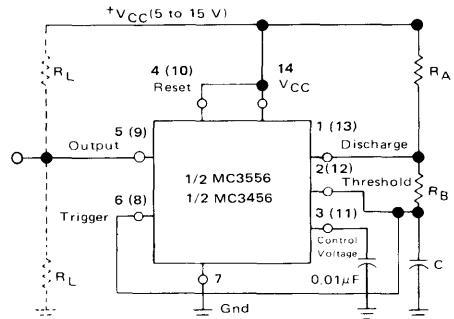 +VCC (5 to 15 V)
RL
4 (10)
Reset
14
VCC
RA
5 (9)
Output
1 (13)
Discharge
2(12)
Threshold
1/2 MC3556
1/2 MC3456
RB
6 (8)
Trigger
3 (11)
Control
Voltage
C
RL
7
Gnd
0.01μF